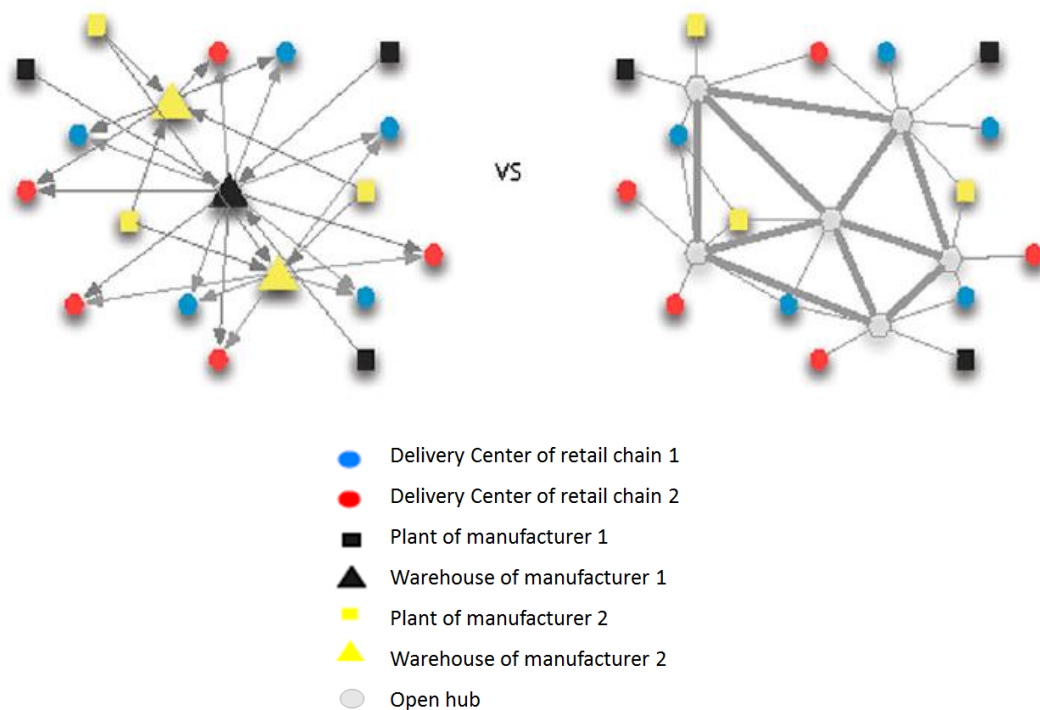 VS
Delivery Center of retail chain 1
Delivery Center of retail chain 2
Plant of manufacturer 1
Warehouse of manufacturer 1
Plant of manufacturer 2
Warehouse of manufacturer 2
Open hub